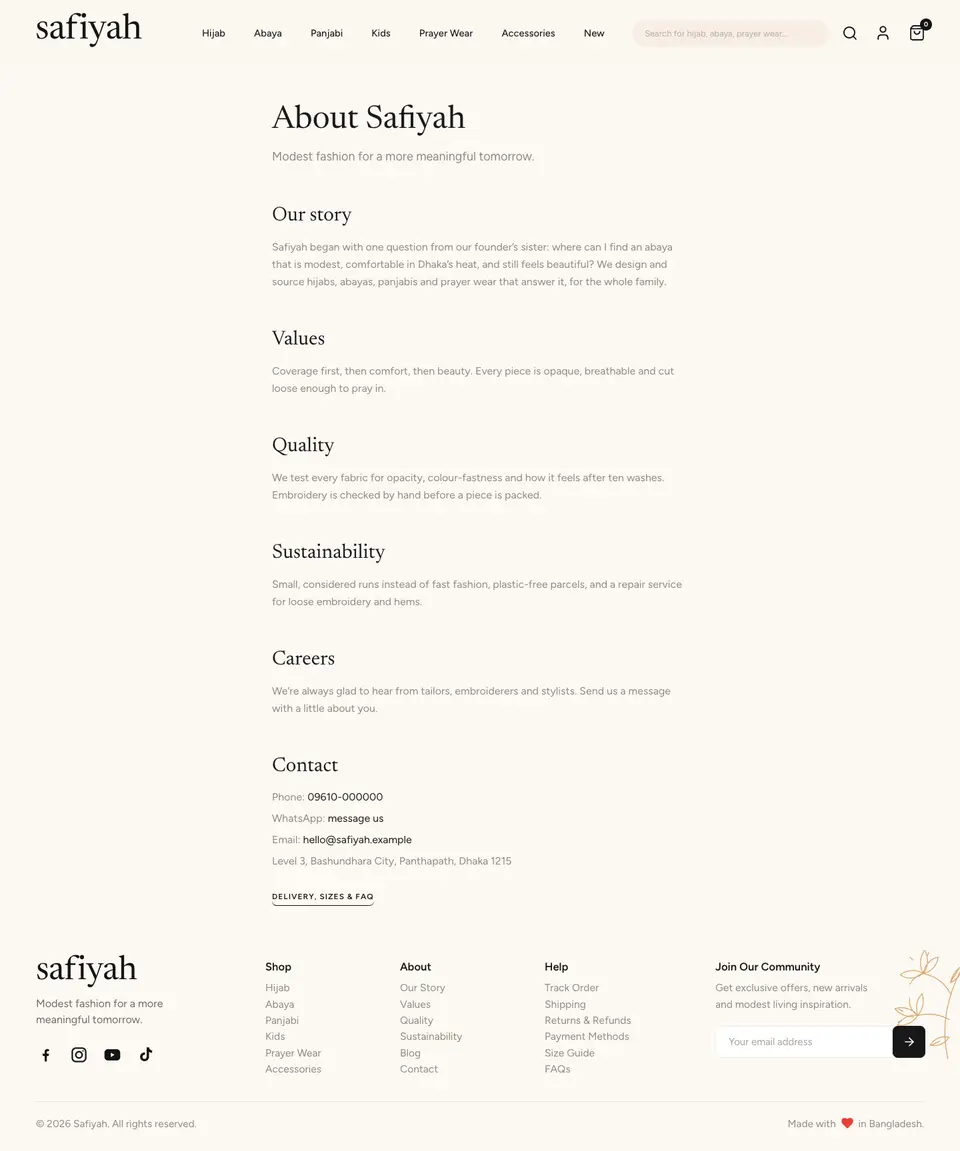 safiyah
Hijab
Abaya
Panjabi
Kids
Prayer Wear
Accessories
New
Search for hijab, abaya, prayer wear...
0
About Safiyah
Modest fashion for a more meaningful tomorrow.
Our story
Safiyah began with one question from our founder's sister: where can I find an abaya
that is modest, comfortable in Dhaka's heat, and still feels beautiful? We design and
source hijabs, abayas, panjabis and prayer wear that answer it, for the whole family.
Values
Coverage first, then comfort, then beauty. Every piece is opaque, breathable and cut
loose enough to pray in.
Quality
We test every fabric for opacity, colour-fastness and how it feels after ten washes.
Embroidery is checked by hand before a piece is packed.
Sustainability
Small, considered runs instead of fast fashion, plastic-free parcels, and a repair service
for loose embroidery and hems.
Careers
We're always glad to hear from tailors, embroiderers and stylists. Send us a message
with a little about you.
Contact
Phone: 09610-000000
WhatsApp: message us
Email: hello@safiyah.example
Level 3, Bashundhara City, Panthapath, Dhaka 1215
DELIVERY, SIZES & FAQ
safiyah
Modest fashion for a more
meaningful tomorrow.
Shop
Hijab
Abaya
Panjabi
Kids
Prayer Wear
Accessories
About
Our Story
Values
Quality
Sustainability
Blog
Contact
Help
Track Order
Shipping
Returns & Refunds
Payment Methods
Size Guide
FAQs
Join Our Community
Get exclusive offers, new arrivals
and modest living inspiration.
Your email address
© 2026 Safiyah. All rights reserved.
Made with ❤️ in Bangladesh.